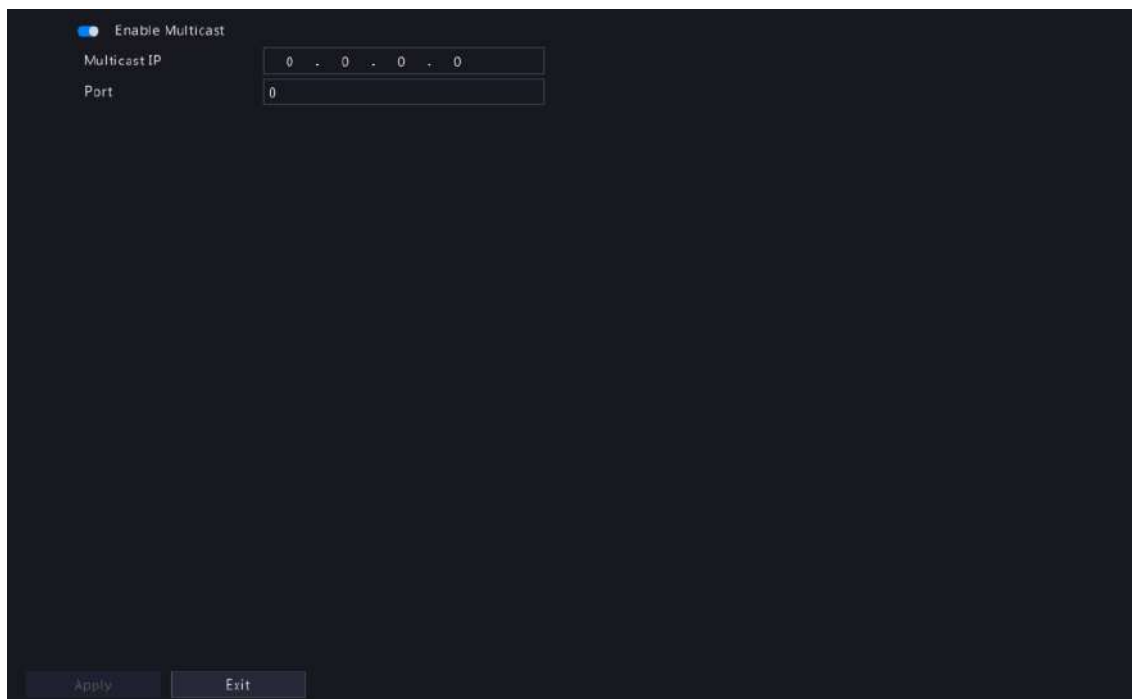 Enable Multicast
Multicast IP 0 . 0 . 0 . 0
Port 0
Apply Exit